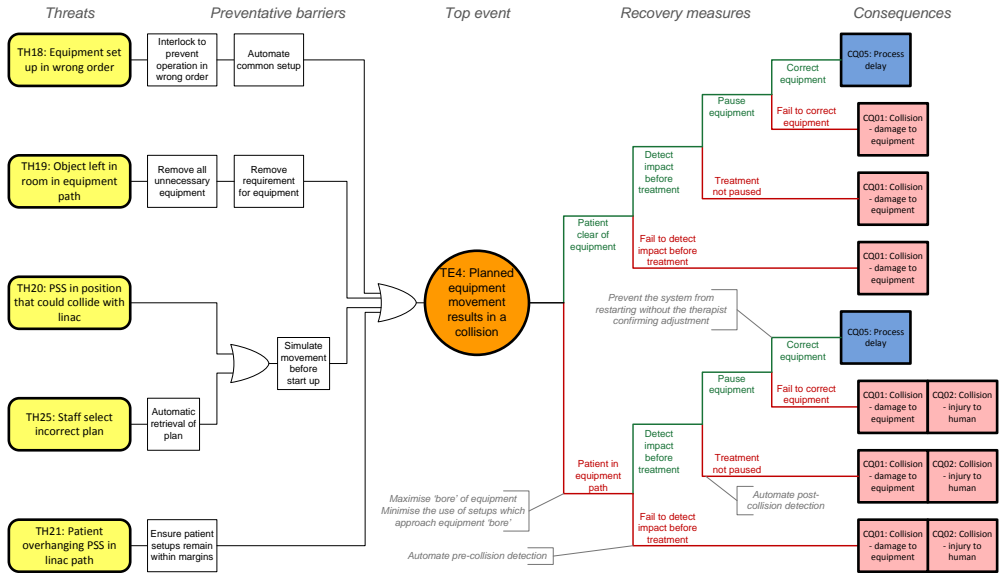 Threats
Preventative barriers
Top event
Recovery measures
Consequences
TH18: Equipment set
up in wrong order
Interlock to
prevent
operation in
wrong order
Automate
common setup
TH19: Object left in
room in equipment
path
Remove all
unnecessary
equipment
Remove
requirement
for equipment
TH20: PSS in position
that could collide with
linac
Simulate
movement
before
start up
TH25: Staff select
incorrect plan
Automatic
retrieval of
plan
TH21: Patient
overhanging PSS in
linac path
Ensure patient
setups remain
within margins
TE4: Planned
equipment
movement
results in a
collision
Patient
clear of
equipment
Detect
impact
before
treatment
Fail to detect
impact before
treatment
Pause equipment
Treatment
not paused
Correct
equipment
Fail to correct
equipment
CQ05: Process
delay
CQ01: Collision
- damage to
equipment
CQ01: Collision
- damage to
equipment
CQ01: Collision
- damage to
equipment
Prevent the system from
restarting without the therapist
confirming adjustment
Patient in
equipment
path
Detect
impact
before
treatment
Fail to detect
impact before
treatment
Pause equipment
Treatment
not paused
Correct
equipment
Fail to correct
equipment
Maximise ‘bore’ of equipment
Minimise the use of setups which
approach equipment ‘bore’
Automate pre-collision detection
Automate post-
collision detection
CQ05: Process
delay
CQ01: Collision
- damage to
equipment
CQ02: Collision
- injury to
human
CQ01: Collision
- damage to
equipment
CQ02: Collision
- injury to
human
CQ01: Collision
- damage to
equipment
CQ02: Collision
- injury to
human